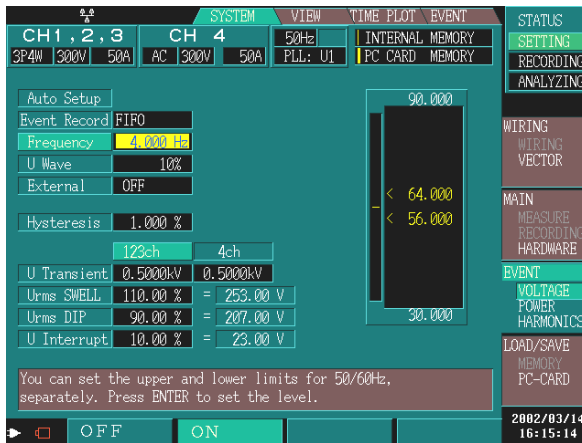 SYSTEM VIEW TIME PLOT EVENT STATUS
CH1,2,3 CH 4 50Hz INTERNAL MEMORY SETTING
3P4W 300V 50A AC 300V 50A PLL: U1 PC CARD MEMORY RECORDING
ANALYZING
Auto Setup 90.000
Event Record FIFO
Frequency 4.000 Hz
U Wave 10%
External OFF
< 64.000
Hysteresis 1.000 % < 56.000
123ch 4ch
U Transient 0.5000kV 0.5000kV
Urms SWELL 110.00 % = 253.00 V
Urms DIP 90.00 % = 207.00 V
30.000
U Interrupt 10.00 % = 23.00 V
You can set the upper and lower limits for 50/60Hz,
separately. Press ENTER to set the level.
OFF ON
WIRING
WIRING
VECTOR
MAIN
MEASURE
RECORDING
HARDWARE
EVENT
VOLTAGE
POWER
HARMONICS
LOAD/SAVE
MEMORY
PC-CARD
2002/03/14
16:15:14